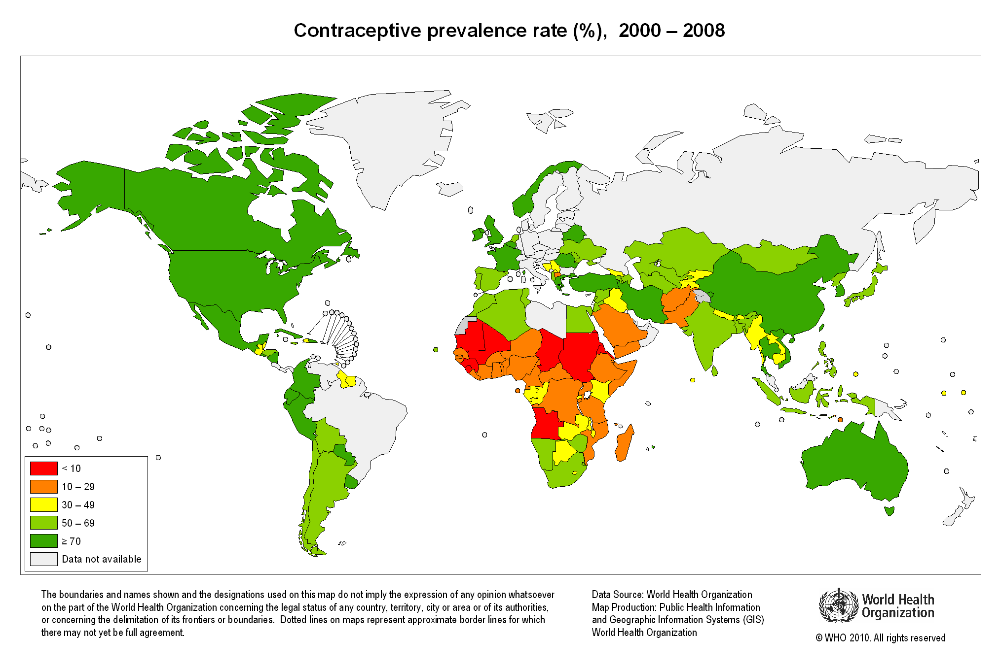 Contraceptive prevalence rate (%), 2000 – 2008
< 10
10 – 29
30 – 49
50 – 69
≥ 70
Data not available
The boundaries and names shown and the designations used on this map do not imply the expression of any opinion whatsoever
on the part of the World Health Organization concerning the legal status of any country, territory, city or area or of its authorities,
or concerning the delimitation of its frontiers or boundaries. Dotted lines on maps represent approximate border lines for which
there may not yet be full agreement.
Data Source: World Health Organization
Map Production: Public Health Information
and Geographic Information Systems (GIS)
World Health Organization
World Health
Organization
© WHO 2010. All rights reserved